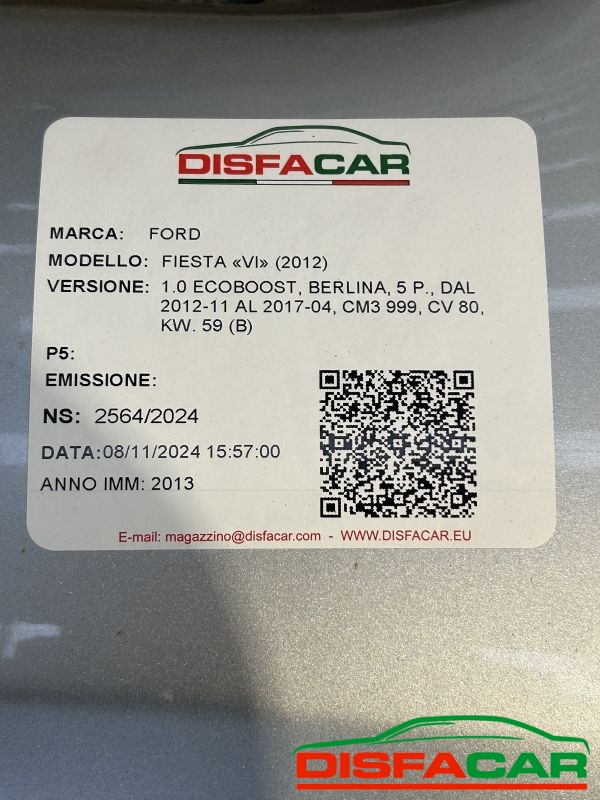 DISFACAR
MARCA: FORD
MODELLO: FIESTA «VI» (2012)
VERSIONE: 1.0 ECOBOOST, BERLINA, 5 P., DAL
2012-11 AL 2017-04, CM3 999, CV 80,
KW. 59 (B)
P5:
EMISSIONE:
NS: 2564/2024
DATA:08/11/2024 15:57:00
ANNO IMM: 2013
E-mail: magazzino@disfacar.com - WWW.DISFACAR.EU
DISFACAR